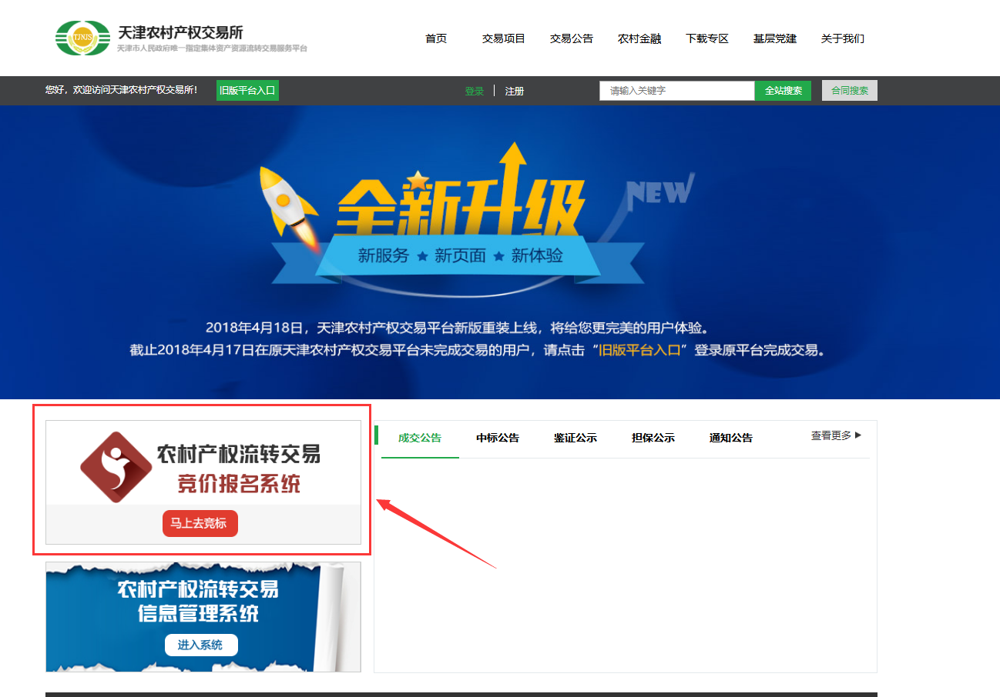 天津农村产权交易所
TJNJS
天津市人民政府唯一指定集体资产资源流转交易服务平台
首页 交易项目 交易公告 农村金融 下载专区 基层党建 关于我们
您好，欢迎访问天津农村产权交易所！ 旧版平台入口 登录 注册 请输入关键字 全站搜索 合同搜索
全新升级 NEW
新服务 ★ 新页面 ★ 新体验
2018年4月18日，天津农村产权交易平台新版重装上线，将给您更完美的用户体验。
截止2018年4月17日在原天津农村产权交易平台未完成交易的用户，请点击“旧版平台入口”登录原平台完成交易。
农村产权流转交易
竞价报名系统
马上去竞标
成交公告 中标公告 鉴证公示 担保公示 通知公告 查看更多
农村产权流转交易
信息管理系统
进入系统